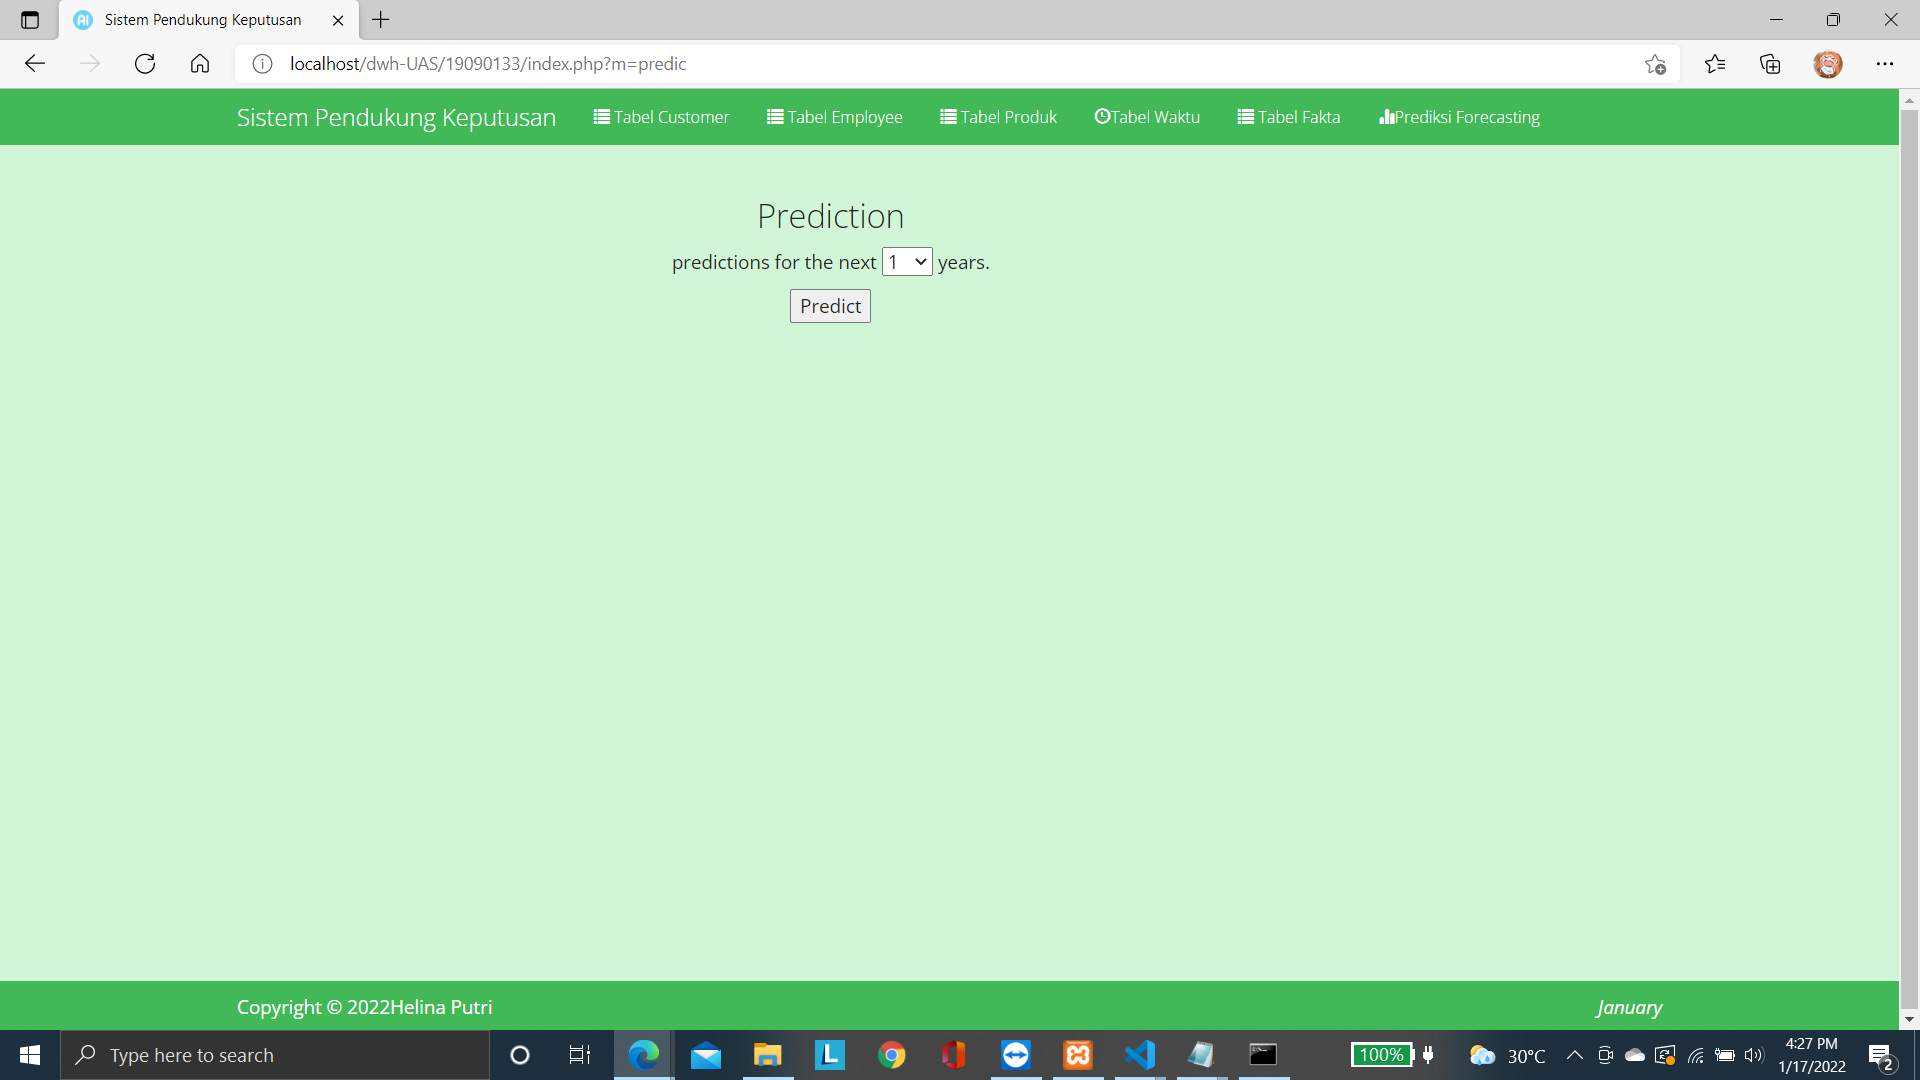 Sistem Pendukung Keputusan
localhost/dwh-UAS/19090133/index.php?m=predic
Sistem Pendukung Keputusan Tabel Customer Tabel Employee Tabel Produk Tabel Waktu Tabel Fakta Prediksi Forecasting
Prediction
predictions for the next 1 years.
Predict
Copyright © 2022Helina Putri January
Type here to search
100%
30°C
4:27 PM
1/17/2022
2